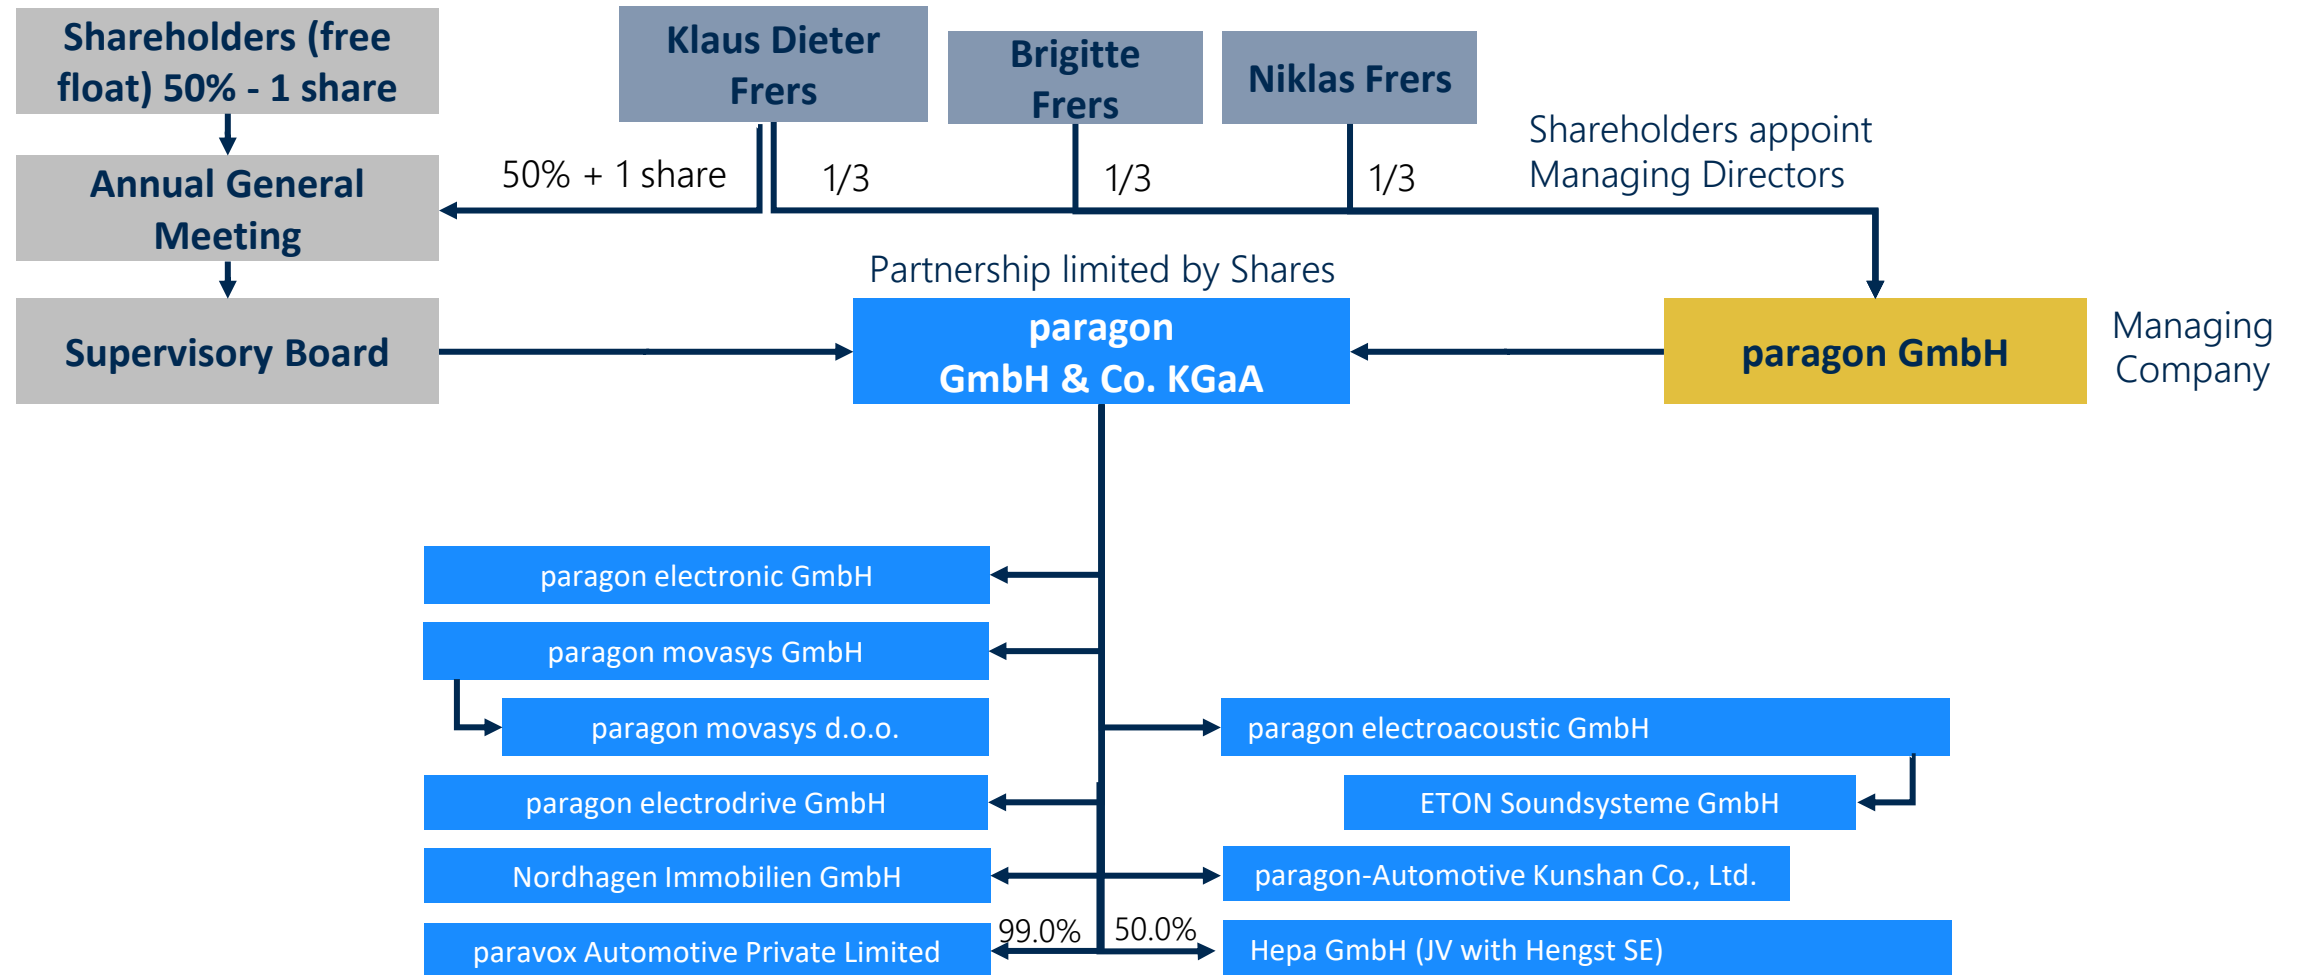 Shareholders (free
float) 50% - 1 share
Klaus Dieter
Frers
Brigitte
Frers
Niklas Frers
Shareholders appoint
Managing Directors
Annual General
Meeting
50% + 1 share
1/3
1/3
1/3
Partnership limited by Shares
Supervisory Board
paragon
GmbH & Co. KGaA
paragon GmbH
Managing
Company
paragon electronic GmbH
paragon movasys GmbH
paragon movasys d.o.o.
paragon electroacoustic GmbH
paragon electrodrive GmbH
ETON Soundsysteme GmbH
Nordhagen Immobilien GmbH
paragon-Automotive Kunshan Co., Ltd.
99.0%
50.0%
paravox Automotive Private Limited
Hepa GmbH (JV with Hengst SE)